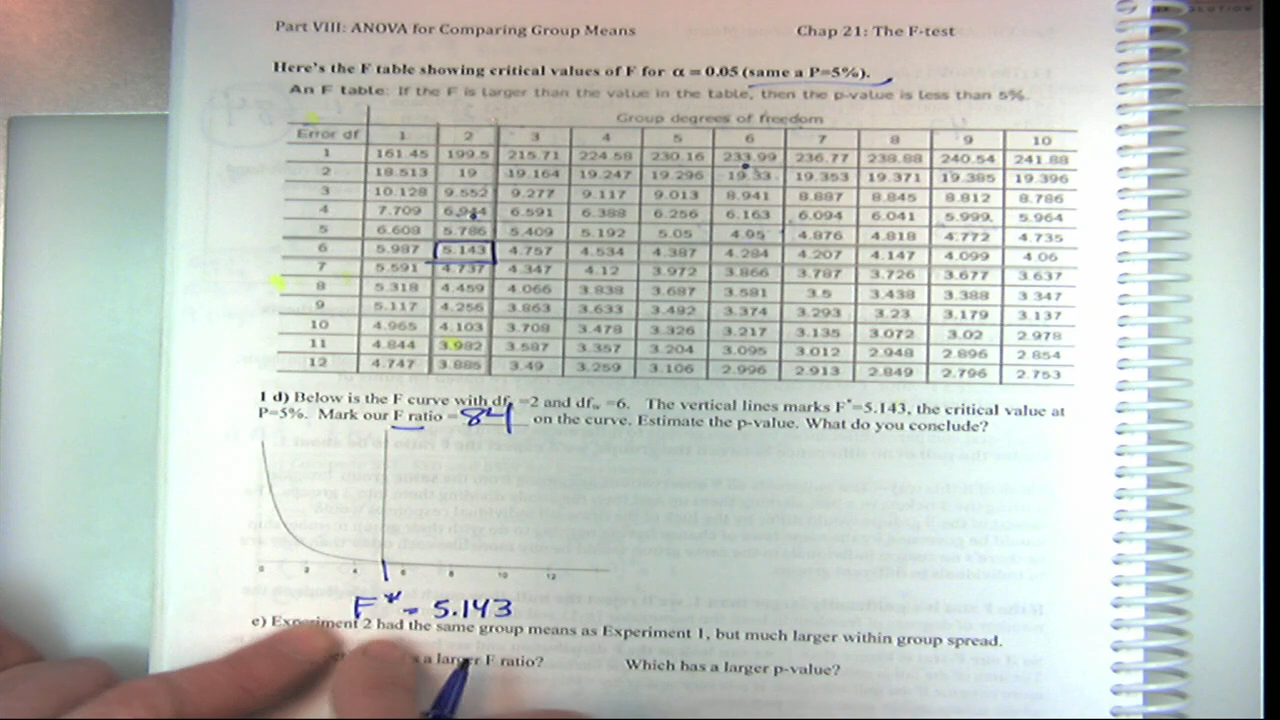 Part VIII: ANOVA for Comparing Group Means Chap 21: The F-test
Here's the F table showing critical values of F for α = 0.05 (same a P=5%).
An F table: If the F is larger than the value in the table, then the p-value is less than 5%.
Group degrees of freedom
Error df 1 2 3 4 5 6 7 8 9 10
1 161.45 199.5 215.71 224.58 230.16 233.99 236.77 238.88 240.54 241.88
2 18.513 19 19.164 19.247 19.296 19.33 19.353 19.371 19.385 19.396
3 10.128 9.552 9.277 9.117 9.013 8.941 8.887 8.845 8.812 8.786
4 7.709 6.944 6.591 6.388 6.256 6.163 6.094 6.041 5.999 5.964
5 6.608 5.786 5.409 5.192 5.05 4.95 4.876 4.818 4.772 4.735
6 5.987 5.143 4.757 4.534 4.387 4.284 4.207 4.147 4.099 4.06
7 5.591 4.737 4.347 4.12 3.972 3.866 3.787 3.726 3.677 3.637
8 5.318 4.459 4.066 3.838 3.687 3.581 3.5 3.438 3.388 3.347
9 5.117 4.256 3.863 3.633 3.482 3.374 3.293 3.23 3.179 3.137
10 4.965 4.103 3.708 3.478 3.326 3.217 3.135 3.072 3.02 2.978
11 4.844 3.982 3.587 3.357 3.204 3.095 3.012 2.948 2.896 2.854
12 4.747 3.885 3.49 3.259 3.106 2.996 2.913 2.849 2.796 2.753
1 d) Below is the F curve with df =2 and dfw =6. The vertical lines marks F*=5.143, the critical value at
P=5%. Mark our F ratio = 84 on the curve. Estimate the p-value. What do you conclude?
0 2 4 6 8 10 12
F* = 5.143
e) Experiment 2 had the same group means as Experiment 1, but much larger within group spread.
a larger F ratio? Which has a larger p-value?